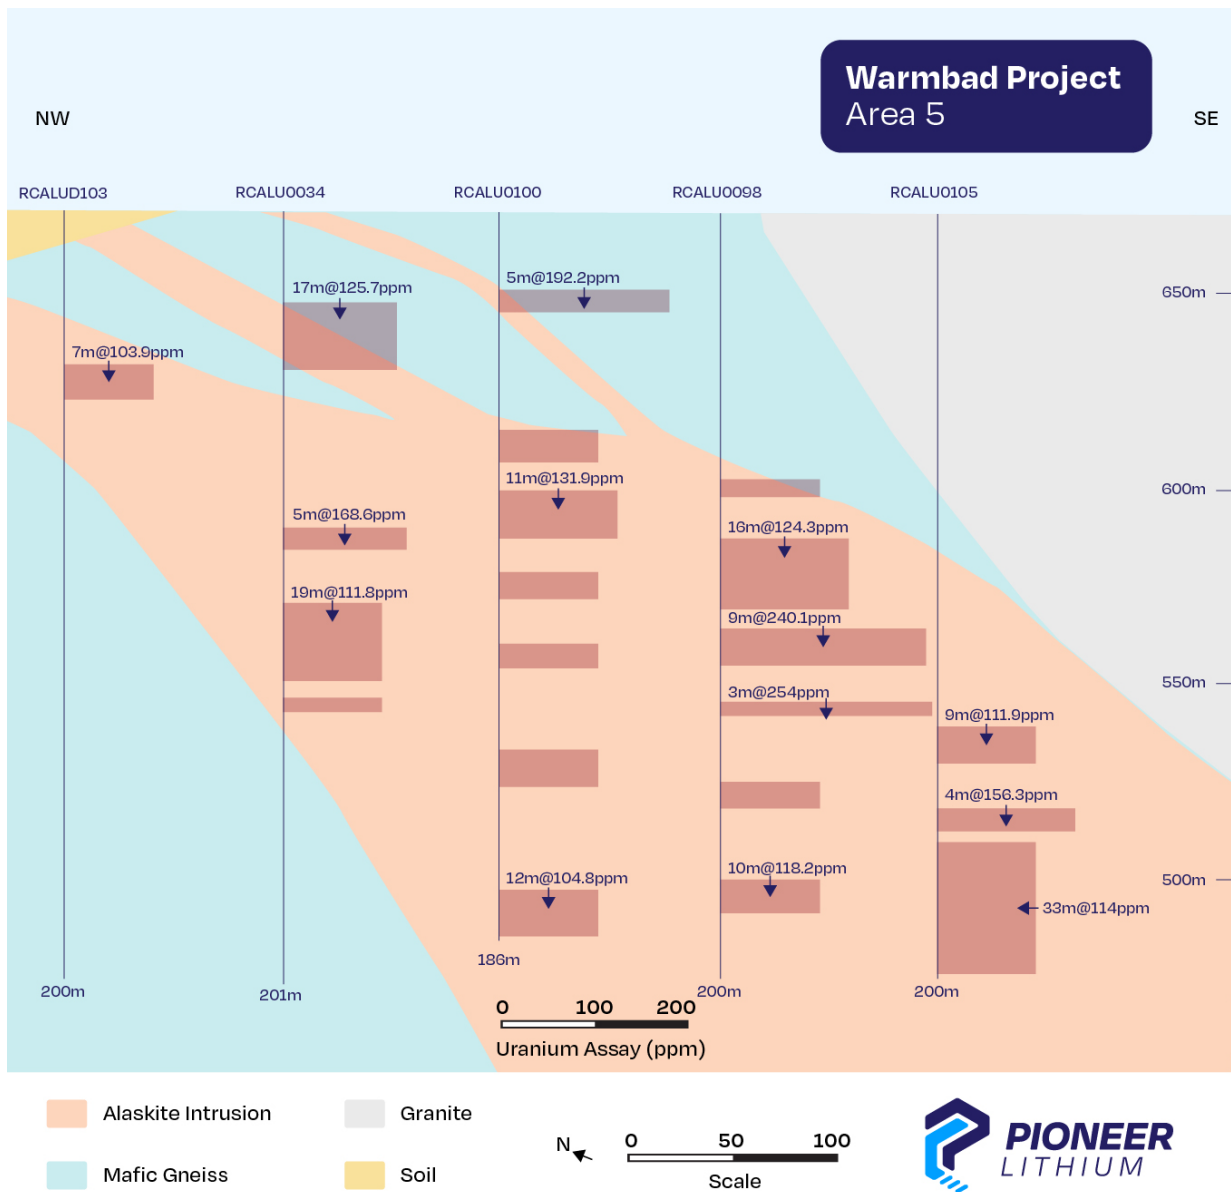 Warmbad Project
Area 5
NW
SE
RCALUD103
RCALU0034
RCALU0100
RCALU0098
RCALU0105
5m@192.2ppm
17m@125.7ppm
650m
7m@103.9ppm
11m@131.9ppm
600m
5m@168.6ppm
16m@124.3ppm
19m@111.8ppm
9m@240.1ppm
550m
3m@254ppm
9m@111.9ppm
4m@156.3ppm
12m@104.8ppm
10m@118.2ppm
500m
33m@114ppm
186m
200m
201m
200m
200m
0 100 200
Uranium Assay (ppm)
Alaskite Intrusion
Granite
Mafic Gneiss
Soil
N
0 50 100
Scale
PIONEER
LITHIUM